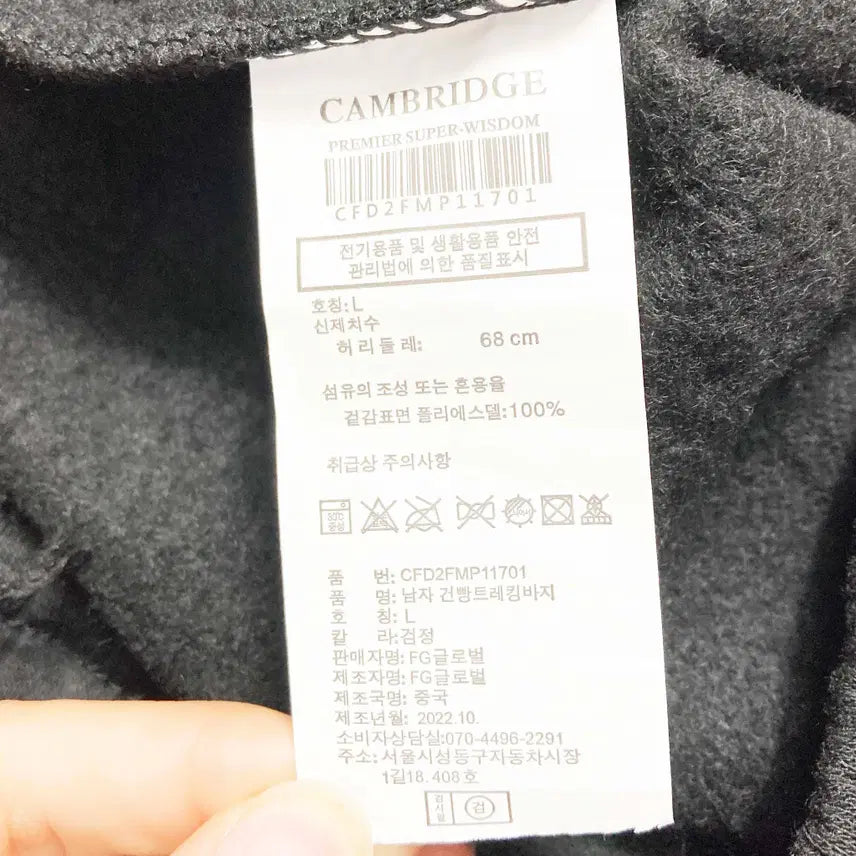 CAMBRIDGE
PREMIER SUPER-WISDOM
CFD2FMP11701
전기용품 및 생활용품 안전
관리법에 의한 품질표시
호칭:L
신체치수
허리둘레: 68 cm
섬유의 조성 또는 혼용율
겉감표면 폴리에스델:100%
취급상 주의사항
품 번: CFD2FMP11701
품 명: 남자 건빵트레킹바지
호 칭: L
칼 라:검정
판매자명: FG글로벌
제조자명: FG글로벌
제조국명: 중국
제조년월: 2022.10.
소비자상담실:070-4496-2291
주소: 서울시성동구자동차시장
1길18.408호
검